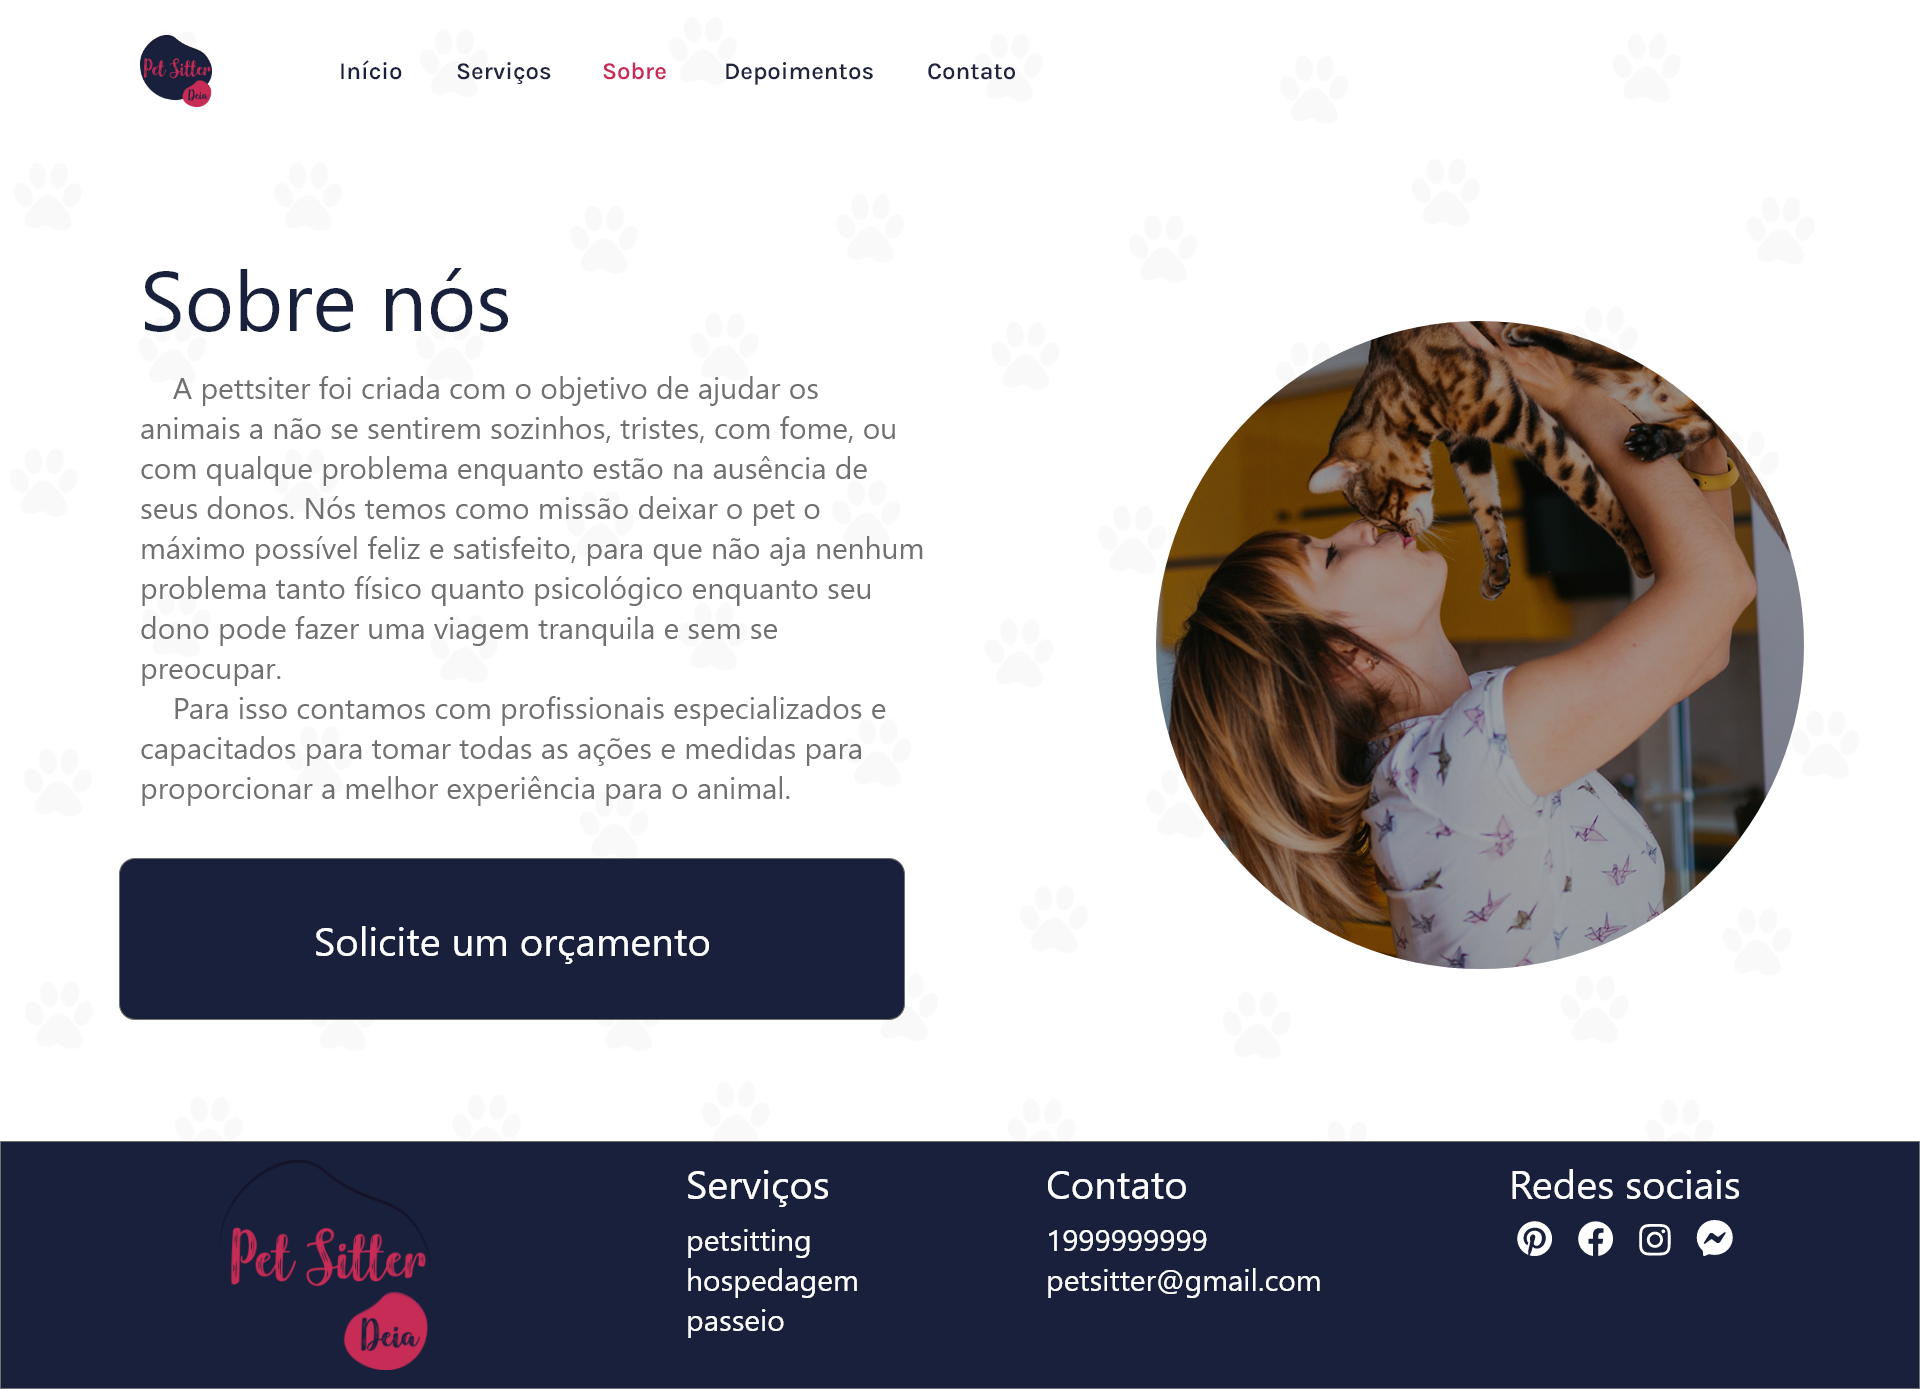 Pet Sitter
Deia
Início Serviços Sobre Depoimentos Contato
Sobre nós
A pettsiter foi criada com o objetivo de ajudar os
animais a não se sentirem sozinhos, tristes, com fome, ou
com qualque problema enquanto estão na ausência de
seus donos. Nós temos como missão deixar o pet o
máximo possível feliz e satisfeito, para que não aja nenhum
problema tanto físico quanto psicológico enquanto seu
dono pode fazer uma viagem tranquila e sem se
preocupar.
Para isso contamos com profissionais especializados e
capacitados para tomar todas as ações e medidas para
proporcionar a melhor experiência para o animal.
Solicite um orçamento
Pet Sitter
Deia
Serviços
petsitting
hospedagem
passeio
Contato
1999999999
petsitter@gmail.com
Redes sociais